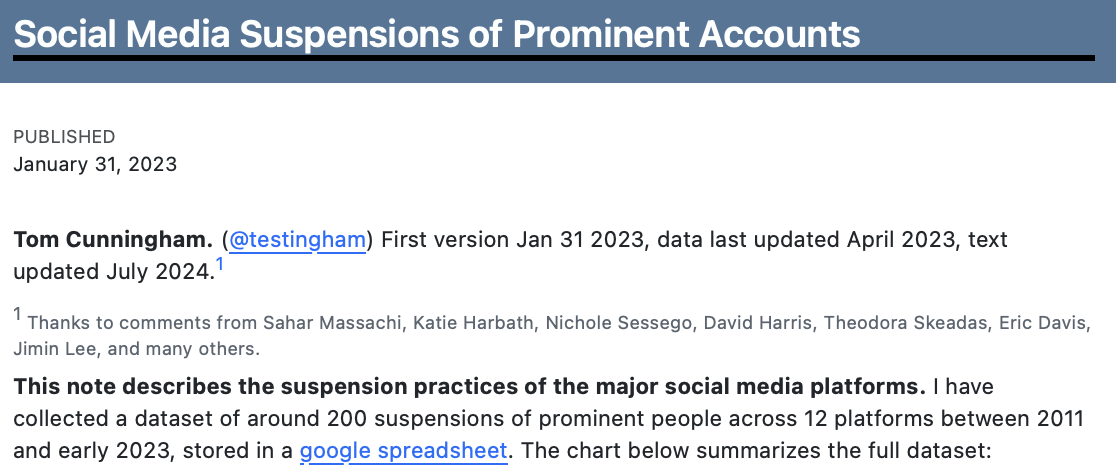 Social Media Suspensions of Prominent Accounts
PUBLISHED
January 31, 2023
Tom Cunningham. (@testingham) First version Jan 31 2023, data last updated April 2023, text
updated July 2024.1
1 Thanks to comments from Sahar Massachi, Katie Harbath, Nichole Sessego, David Harris, Theodora Skeadas, Eric Davis,
Jimin Lee, and many others.
This note describes the suspension practices of the major social media platforms. I have
collected a dataset of around 200 suspensions of prominent people across 12 platforms between 2011
and early 2023, stored in a google spreadsheet. The chart below summarizes the full dataset: